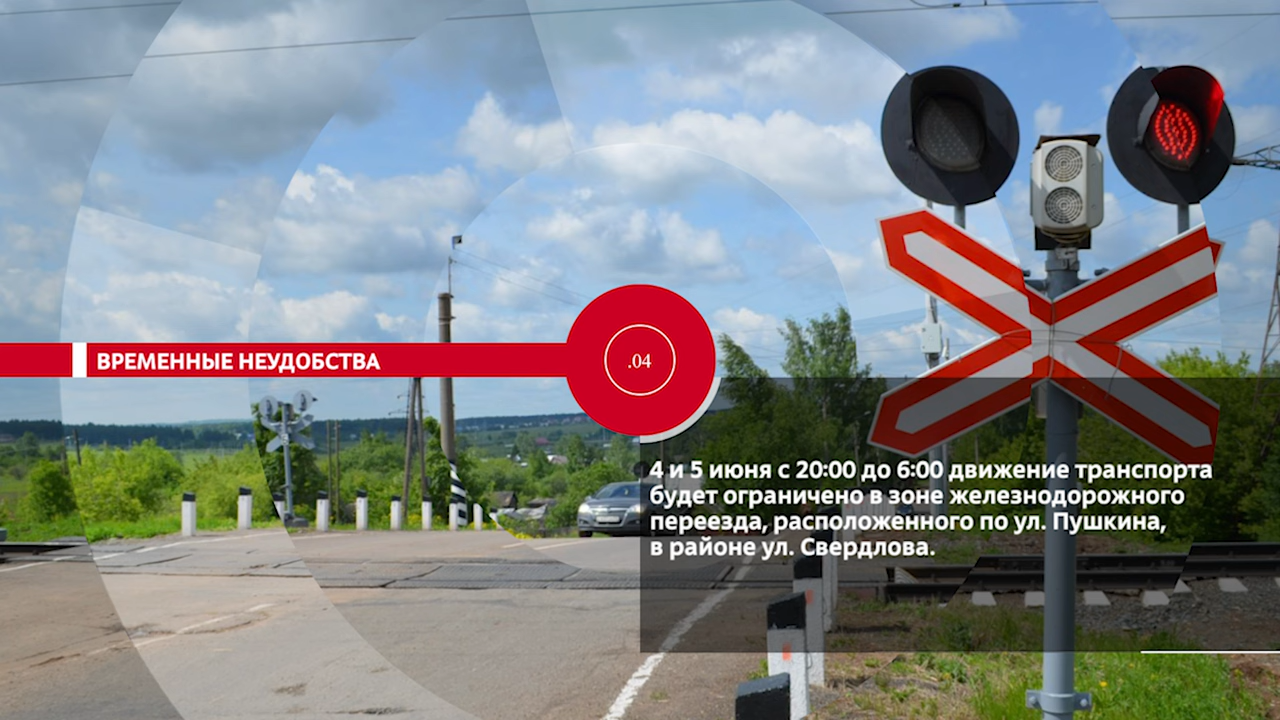 ВРЕМЕННЫЕ НЕУДОБСТВА
.04
4 и 5 июня с 20:00 до 6:00 движение транспорта
будет ограничено в зоне железнодорожного
переезда, расположенного по ул. Пушкина,
в районе ул. Свердлова.